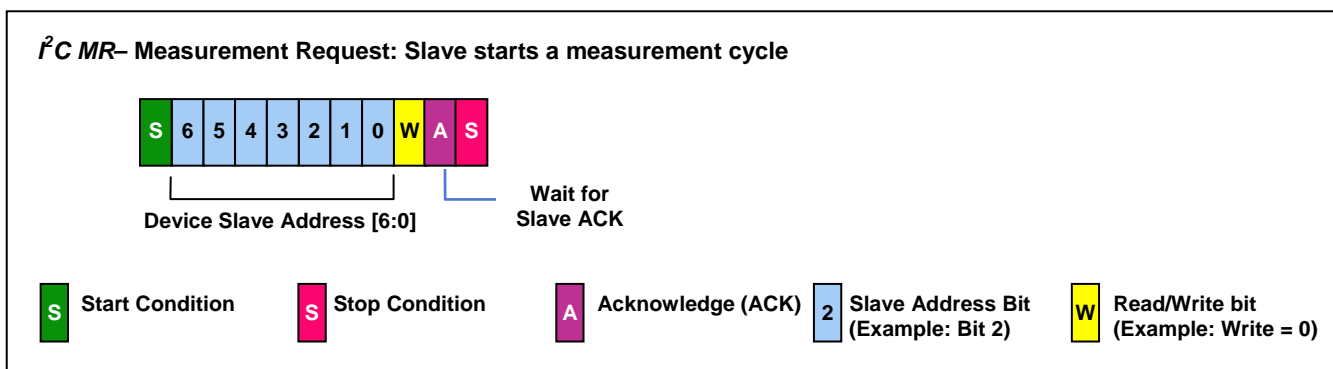 I²C MR– Measurement Request: Slave starts a measurement cycle
S 6 5 4 3 2 1 0 W A S
Device Slave Address [6:0]
Wait for
Slave ACK
S Start Condition
S Stop Condition
A Acknowledge (ACK)
2 Slave Address Bit
(Example: Bit 2)
W Read/Write bit
(Example: Write = 0)